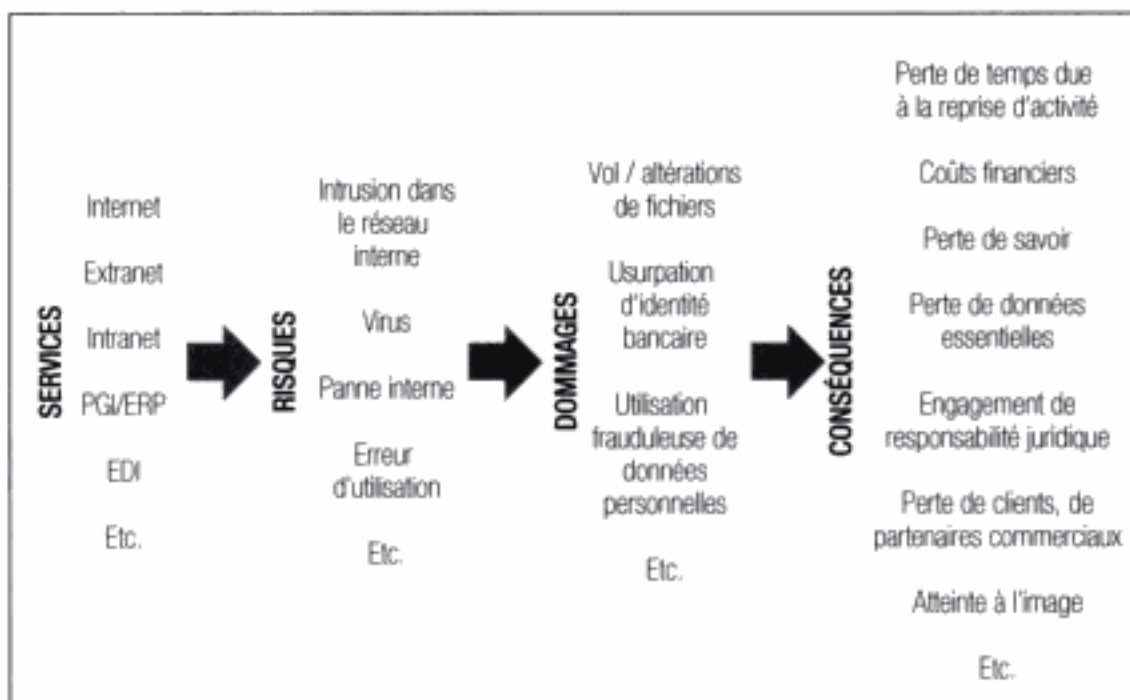 SERVICES
Internet
Extranet
Intranet
PGI/ERP
EDI
Etc.
RISQUES
Intrusion dans
le réseau
interne
Virus
Panne interne
Erreur
d'utilisation
Etc.
DOMMAGES
Vol / altérations
de fichiers
Usurpation
d'identité
bancaire
Utilisation
frauduleuse de
données
personnelles
Etc.
CONSÉQUENCES
Perte de temps due
à la reprise d'activité
Coûts financiers
Perte de savoir
Perte de données
essentielles
Engagement de
responsabilité juridique
Perte de clients, de
partenaires commerciaux
Atteinte à l'image
Etc.